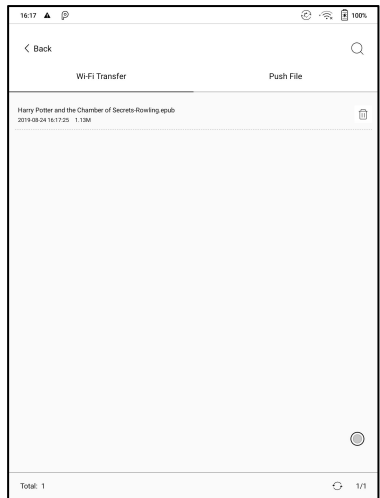 16:17 100%
Back
Wi-Fi Transfer Push File
Harry Potter and the Chamber of Secrets-Rowling.epub
2019-08-24 16:17:25 1.13M
Total: 1 1/1